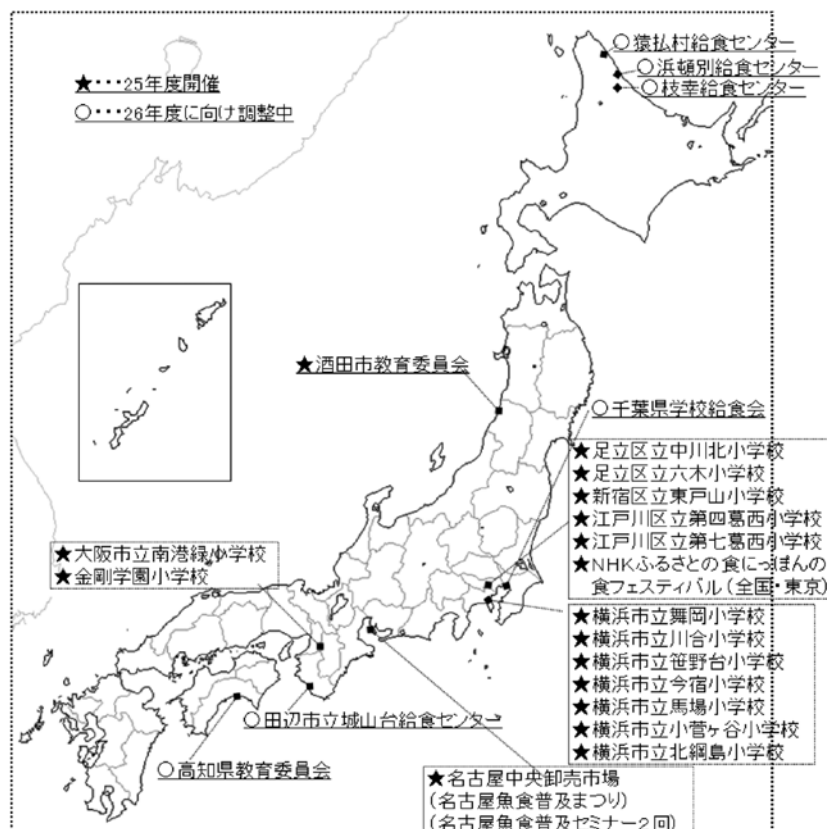 ★・・・25年度開催
○・・・26年度に向け調整中
○猿払村給食センター
○浜頓別給食センター
○枝幸給食センター
★酒田市教育委員会
○千葉県学校給食会
★足立区立中川北小学校
★足立区立六木小学校
★新宿区立東戸山小学校
★江戸川区立第四葛西小学校
★江戸川区立第七葛西小学校
★NHKふるさとの食にっぽんの
食フェスティバル（全国・東京）
★大阪市立南港緑小学校
★金剛学園小学校
★横浜市立舞岡小学校
★横浜市立川合小学校
★横浜市立笹野台小学校
★横浜市立今宿小学校
★横浜市立馬場小学校
★横浜市立小菅ヶ谷小学校
★横浜市立北綱島小学校
○田辺市立城山台給食センター
○高知県教育委員会
★名古屋中央卸売市場
（名古屋魚食普及まつり）
（名古屋魚食普及セミナー2回）